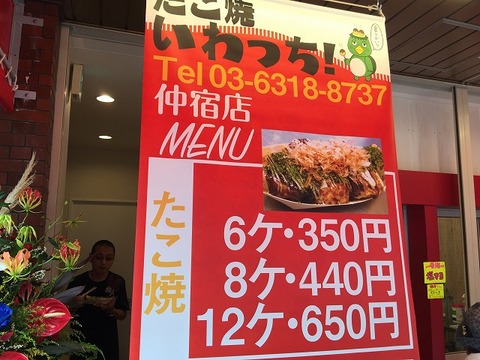 たこ焼
いわっち!
Tel 03-6318-8737
仲宿店
MENU
たこ焼
6ケ・350円
8ケ・440円
12ケ・650円